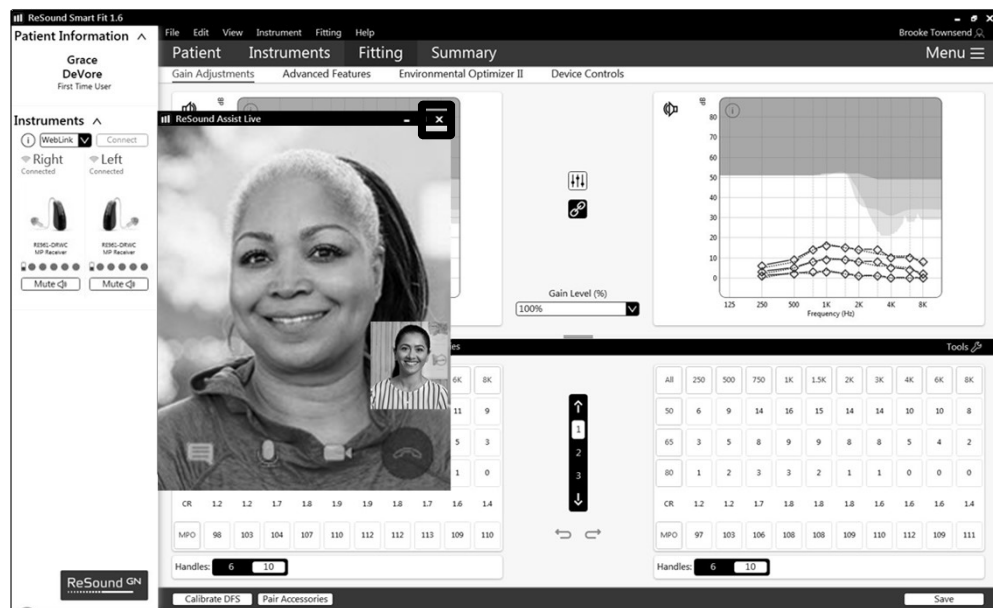 ReSound Smart Fit 1.6
Patient Information
Grace
DeVore
First Time User
Instruments
WebLink Connect
Right Left
Connected Connected
RE961-DRWC RE961-DRWC
MP Receiver MP Receiver
Mute Mute
ReSound GN
File Edit View Instrument Fitting Help
Brooke Townsend
Patient Instruments Fitting Summary
Menu
Gain Adjustments Advanced Features Environmental Optimizer II Device Controls
dB
ReSound Assist Live
Gain Level (%)
100%
dB
80
70
60
50
40
30
20
10
0
125 250 500 1K 2K 4K 8K
Frequency (Hz)
Tools
6K 8K
11 9
5 3
1 0
CR 1.2 1.2 1.7 1.8 1.9 1.9 1.8 1.7 1.6 1.4
MPO 98 103 104 107 110 112 112 113 109 110
Handles: 6 10
1
2
3
All 250 500 750 1K 1.5K 2K 3K 4K 6K 8K
50 6 9 14 16 15 14 14 10 10 8
65 3 5 8 9 9 8 8 5 4 2
80 1 2 3 3 2 1 1 0 0 0
CR 1.2 1.2 1.7 1.8 1.8 1.8 1.6 1.6 1.6 1.4
MPO 97 103 106 108 108 109 110 112 109 111
Handles: 6 10
Calibrate DFS Pair Accessories Save